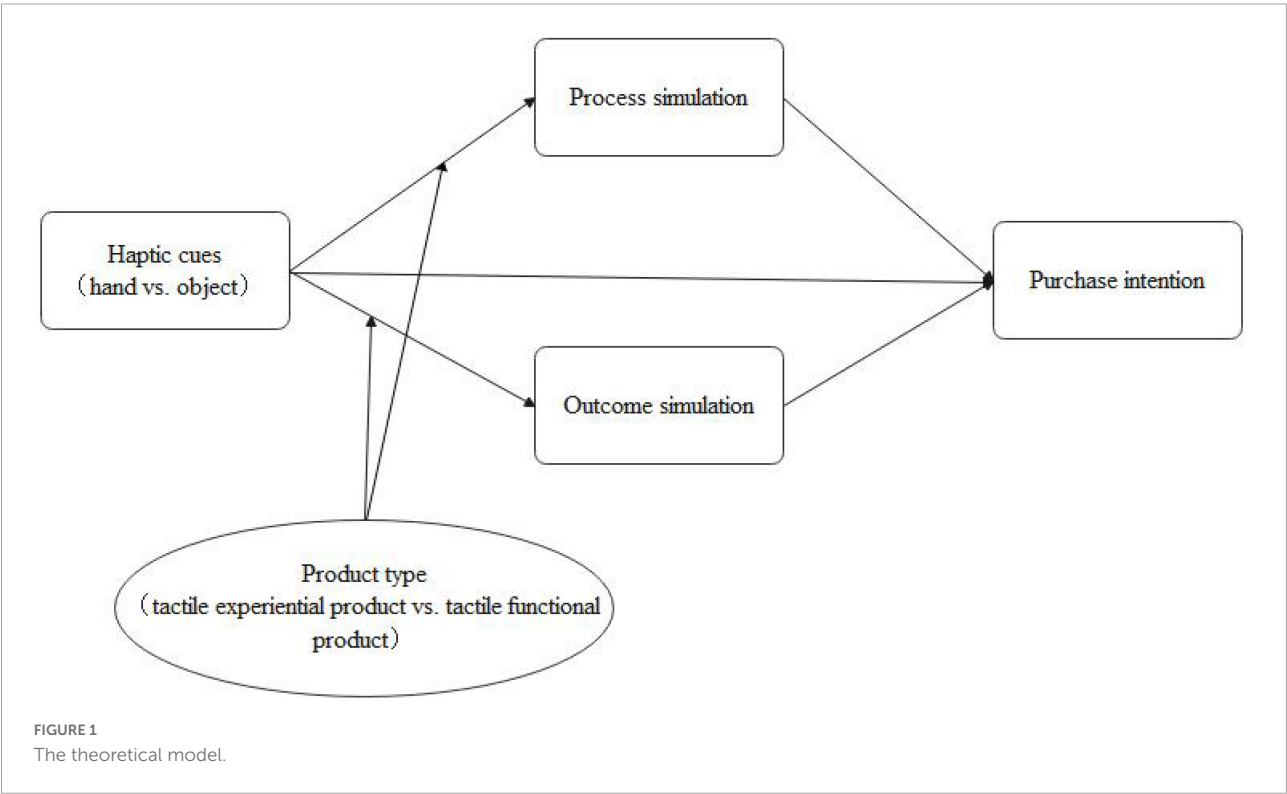 Process simulation
Haptic cues
（hand vs. object）
Purchase intention
Outcome simulation
Product type
（tactile experiential product vs. tactile functional
product）
FIGURE 1
The theoretical model.